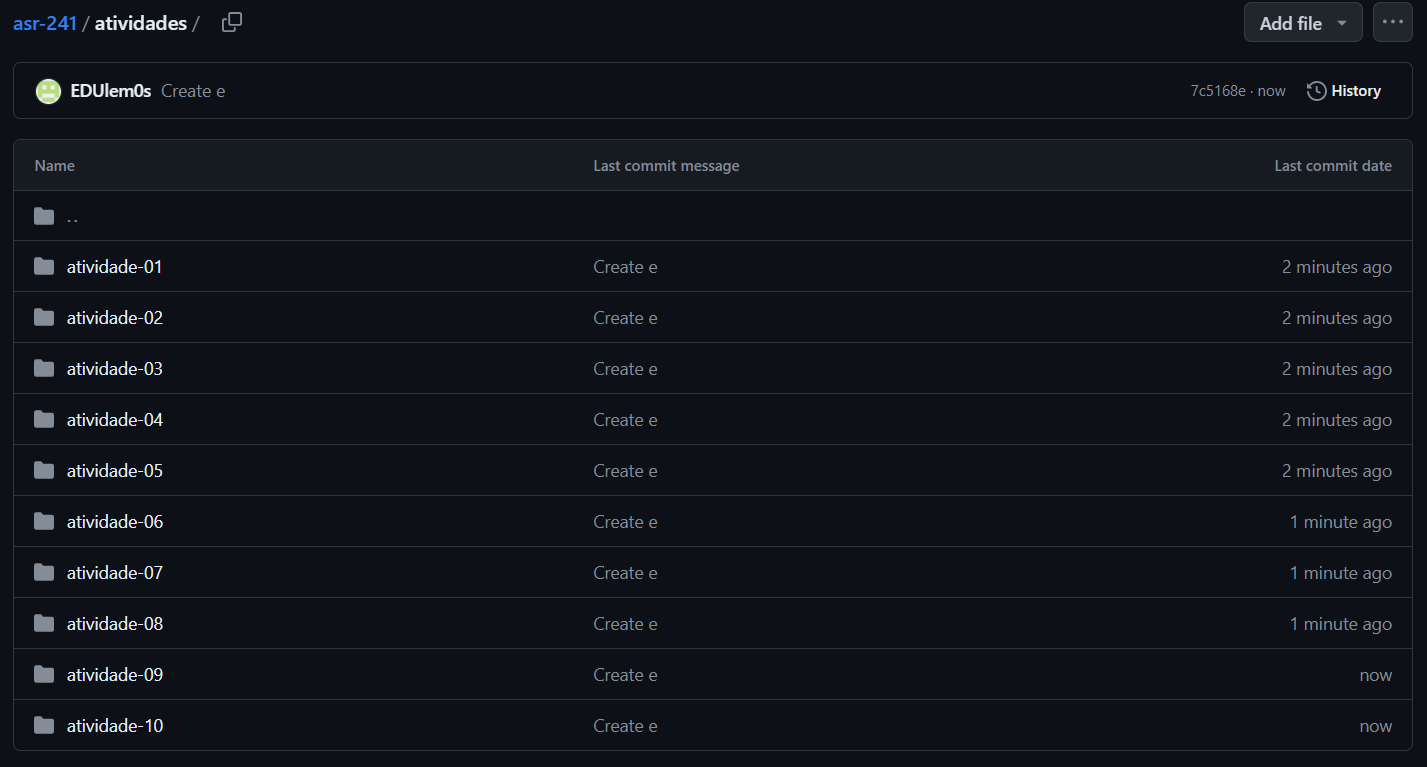 asr-241 / atividades /
Add file
EDUlem0s Create e
7c5168e · now
History
Name Last commit message Last commit date
..
atividade-01 Create e 2 minutes ago
atividade-02 Create e 2 minutes ago
atividade-03 Create e 2 minutes ago
atividade-04 Create e 2 minutes ago
atividade-05 Create e 2 minutes ago
atividade-06 Create e 1 minute ago
atividade-07 Create e 1 minute ago
atividade-08 Create e 1 minute ago
atividade-09 Create e now
atividade-10 Create e now